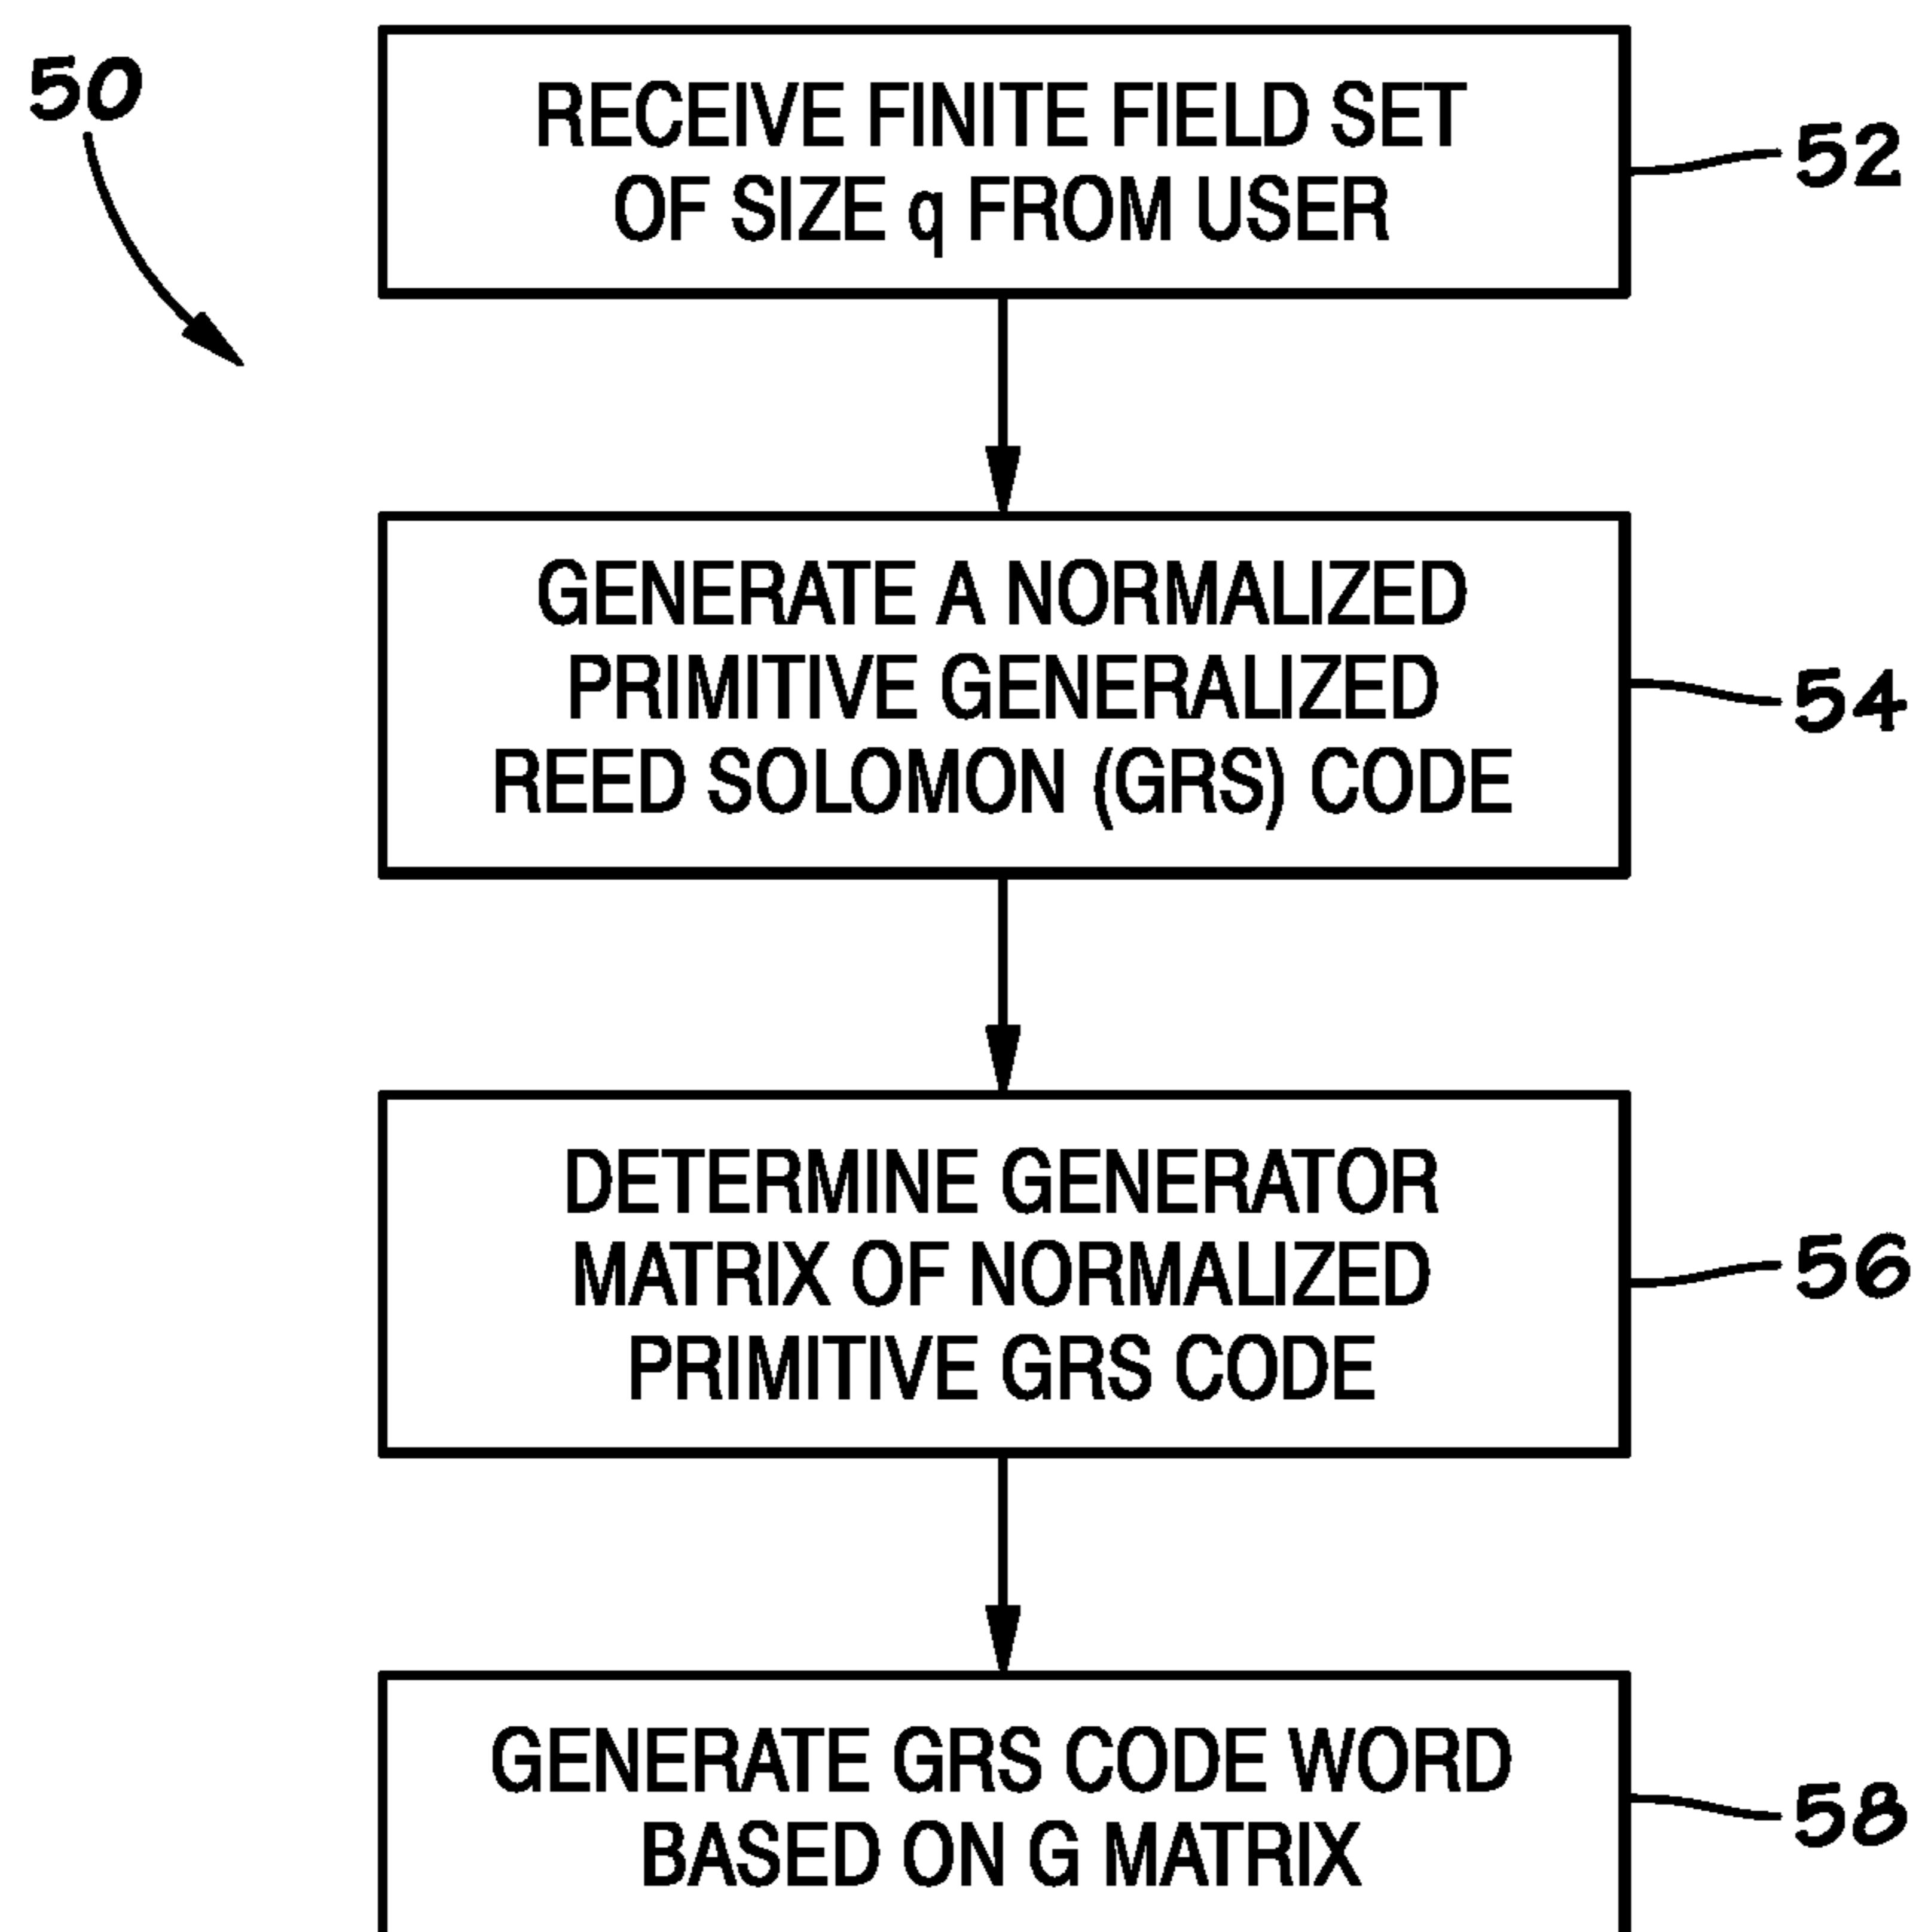 50
RECEIVE FINITE FIELD SET
OF SIZE q FROM USER
52
GENERATE A NORMALIZED
PRIMITIVE GENERALIZED
REED SOLOMON (GRS) CODE
54
DETERMINE GENERATOR
MATRIX OF NORMALIZED
PRIMITIVE GRS CODE
56
GENERATE GRS CODE WORD
BASED ON G MATRIX
58